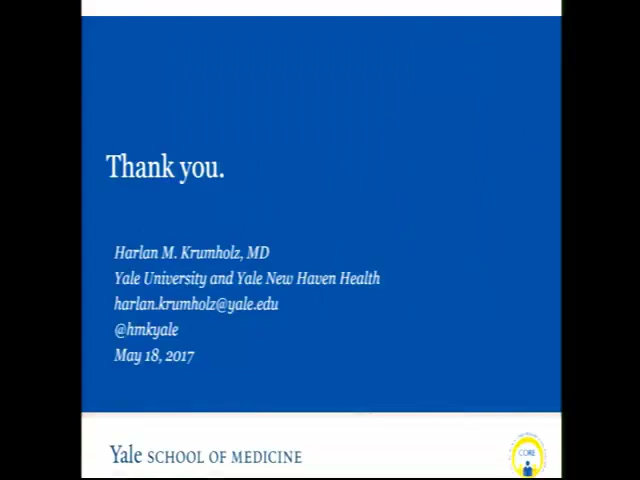 Thank you.
Harlan M. Krumholz, MD
Yale University and Yale New Haven Health
harlan.krumholz@yale.edu
@hmkyale
May 18, 2017
Yale SCHOOL OF MEDICINE
CORE